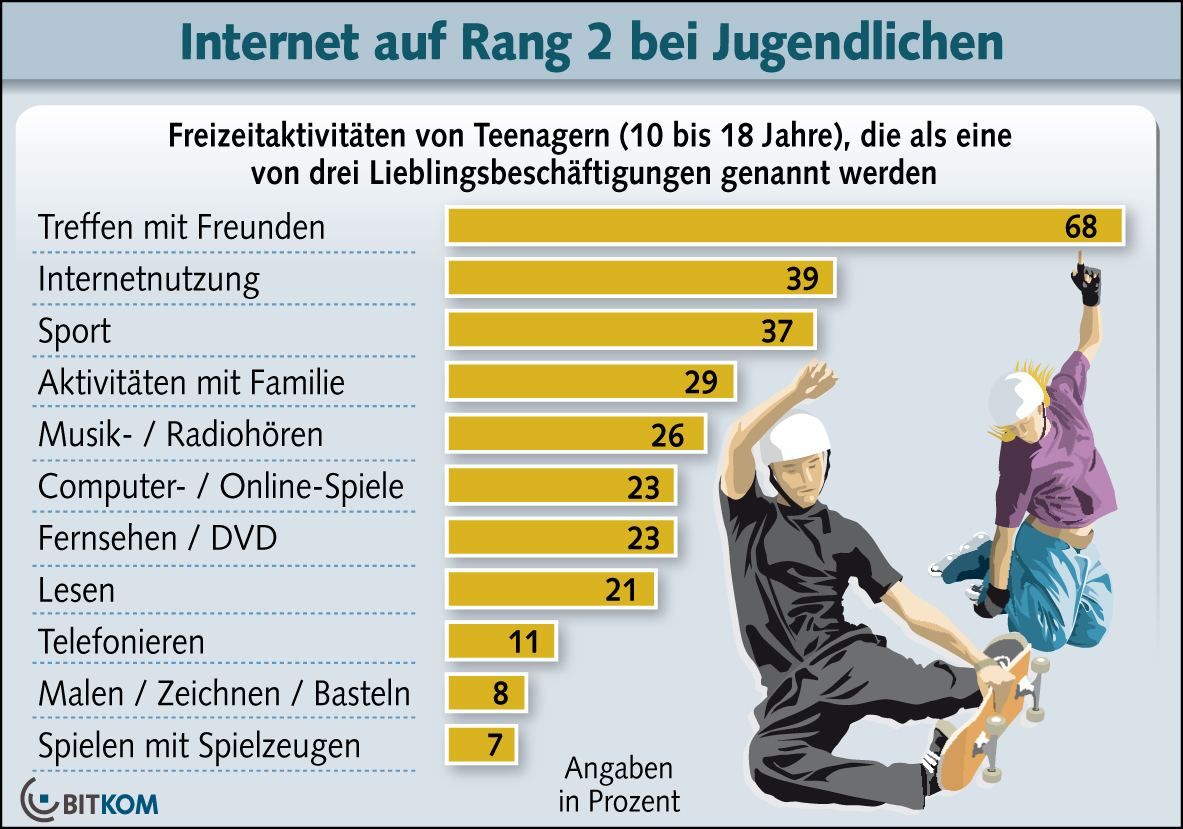 Internet auf Rang 2 bei Jugendlichen
Freizeitaktivitäten von Teenagern (10 bis 18 Jahre), die als eine
von drei Lieblingsbeschäftigungen genannt werden
Treffen mit Freunden 68
Internetnutzung 39
Sport 37
Aktivitäten mit Familie 29
Musik- / Radiohören 26
Computer- / Online-Spiele 23
Fernsehen / DVD 23
Lesen 21
Telefonieren 11
Malen / Zeichnen / Basteln 8
Spielen mit Spielzeugen 7
Angaben
in Prozent
BITKOM